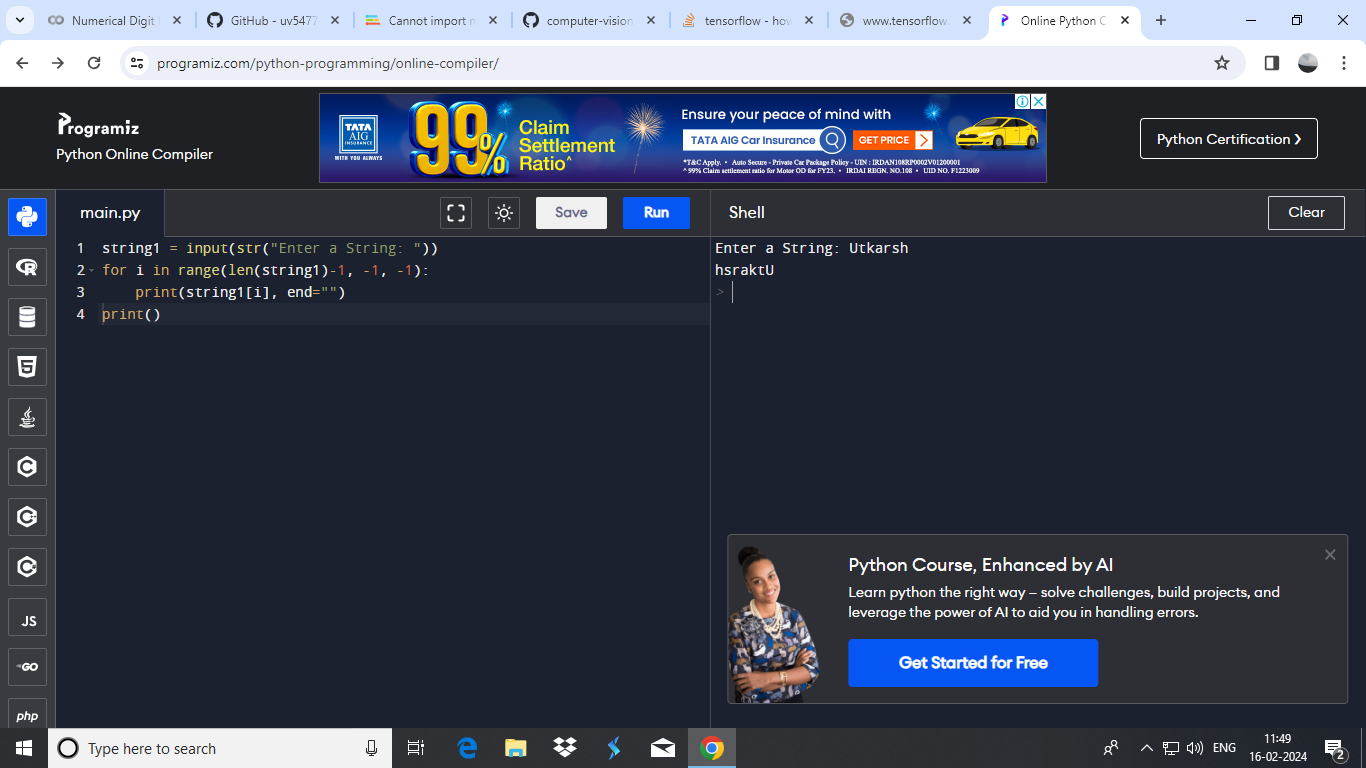 Numerical Digit
GitHub - uv5477
Cannot import n
computer-vision
tensorflow - how
www.tensorflow.
Online Python C
programiz.com/python-programming/online-compiler/
Programiz
Python Online Compiler
TATA
AIG
INSURANCE
WITH YOU ALWAYS
99%
Claim
Settlement
Ratio^
Ensure your peace of mind with
TATA AIG Car Insurance
GET PRICE
*T&C Apply. • Auto Secure - Private Car Package Policy - UIN : IRDAN108RP0002V01200001
^ 99% Claim settlement ratio for Motor OD for FY23. • IRDAI REGN. NO.108 • UID NO. F1223009
Python Certification ❯
main.py
Save
Run
Shell
Clear
1 string1 = input(str("Enter a String: "))
2 for i in range(len(string1)-1, -1, -1):
3     print(string1[i], end="")
4 print()
Enter a String: Utkarsh
hsraktU
>
R
5
C
C
C
JS
GO
php
Python Course, Enhanced by AI
Learn python the right way — solve challenges, build projects, and
leverage the power of AI to aid you in handling errors.
Get Started for Free
Type here to search
ENG
11:49
16-02-2024
2